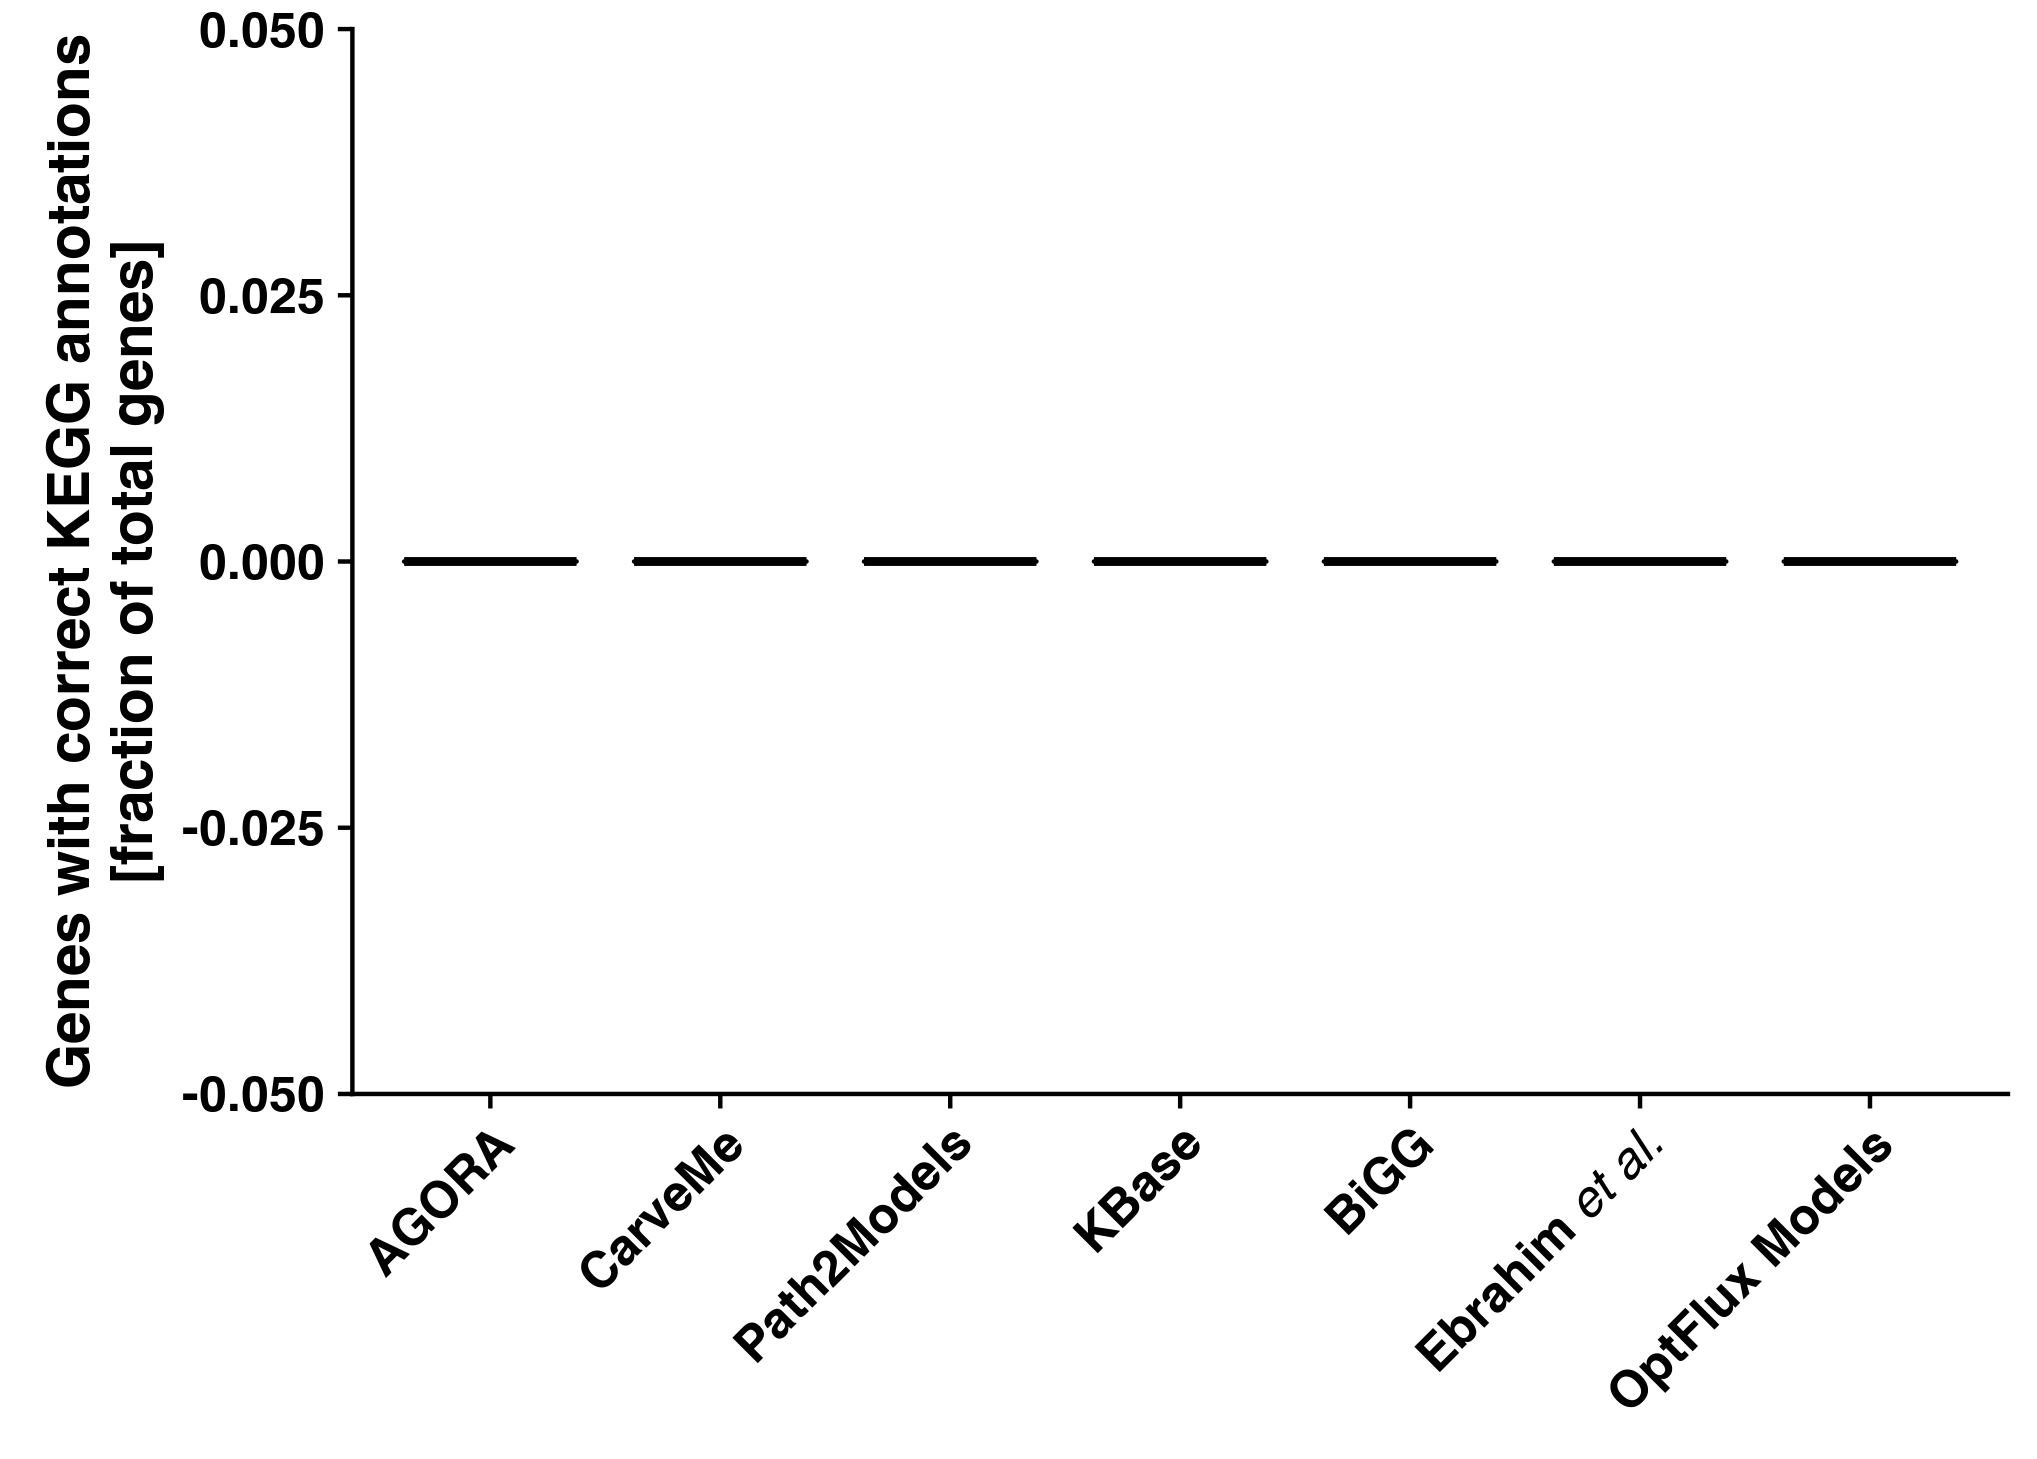 Genes with correct KEGG annotations
[fraction of total genes]
0.050
0.025
0.000
-0.025
-0.050
AGORA
CarveMe
Path2Models
KBase
BiGG
Ebrahim et al.
OptFlux Models